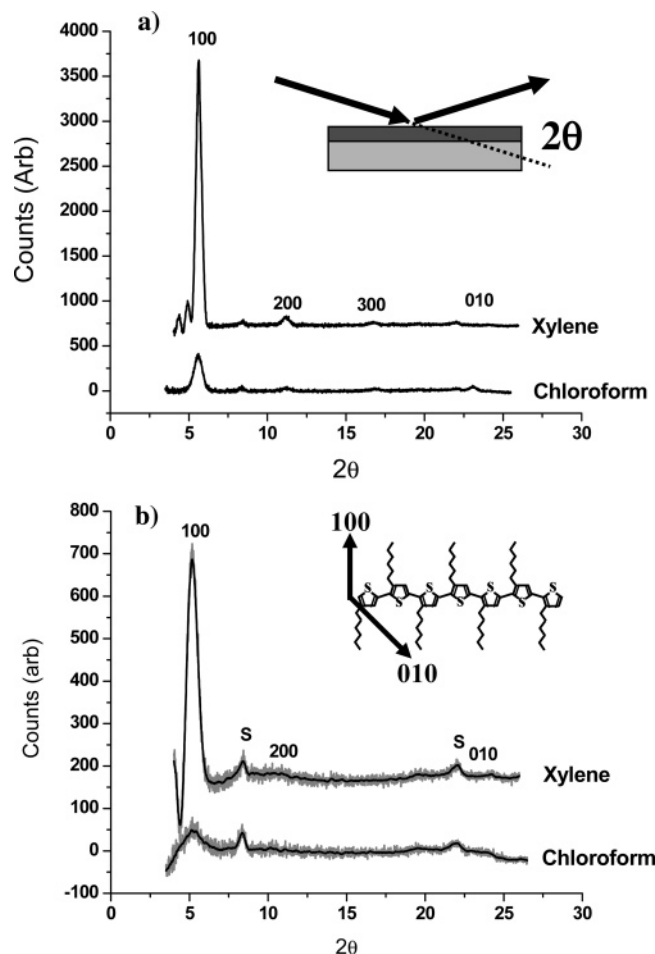 a)
100
4000
3500
3000
2500
2000
1500
1000
500
0
Counts (Arb)
2θ
200
300
010
Xylene
Chloroform
0 5 10 15 20 25 30
2θ
b)
100
800
700
600
500
400
300
200
100
0
-100
Counts (arb)
100
S S S S S S S
010
S
200
S
010
Xylene
Chloroform
0 5 10 15 20 25 30
2θ